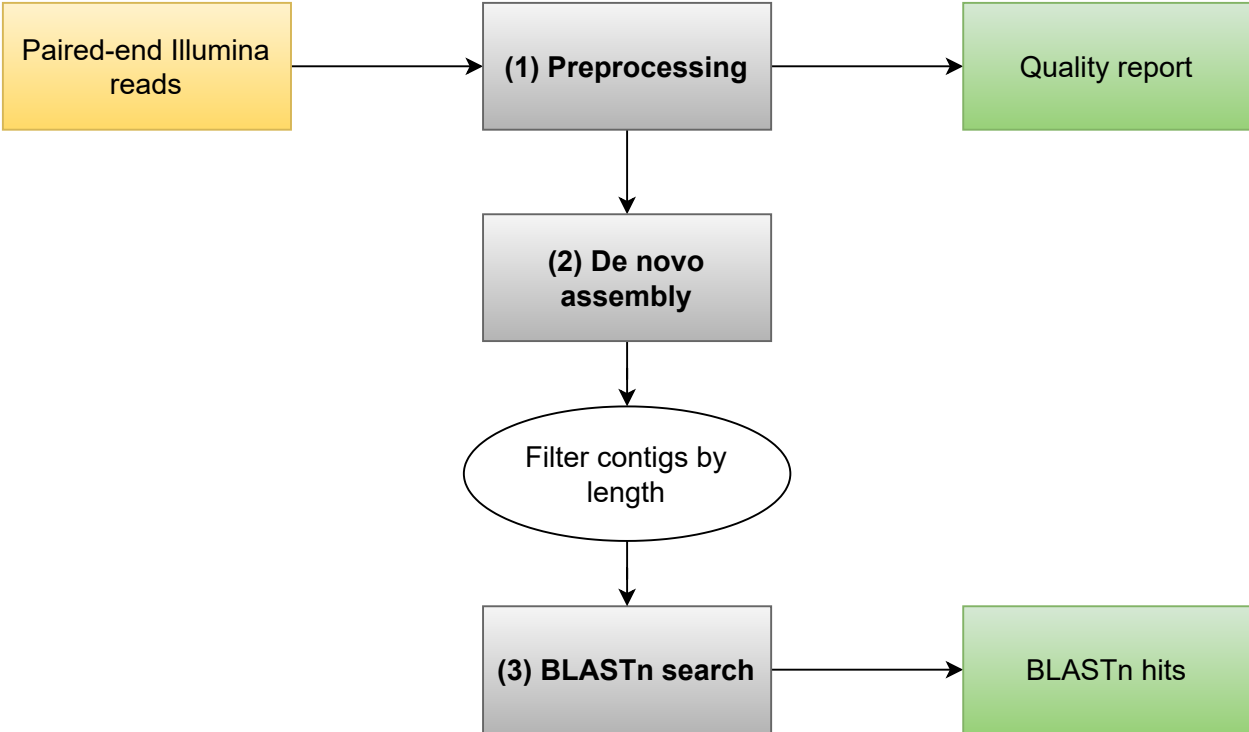 Paired-end Illumina
reads
(1) Preprocessing
Quality report
(2) De novo
assembly
Filter contigs by
length
(3) BLASTn search
BLASTn hits